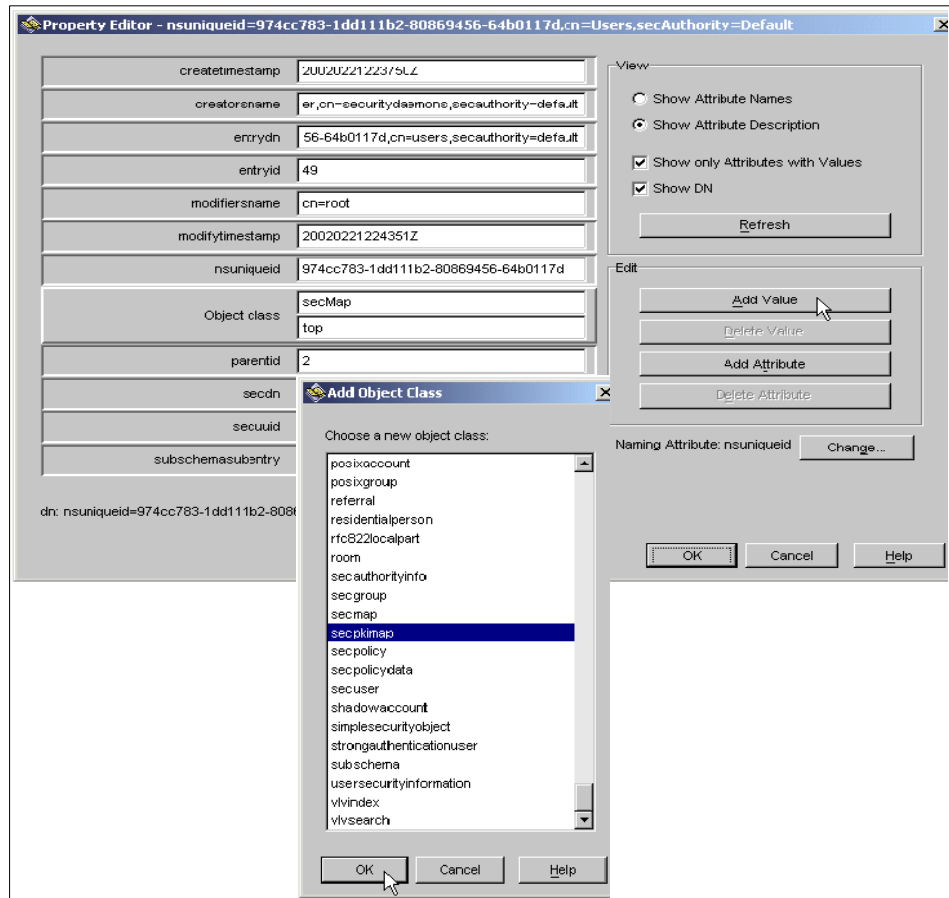 Property Editor - nsuniqueid=974cc783-1dd111b2-80869456-64b0117d,cn=Users,secAuthority=Default
createtimestamp 20020221223750Z
creatorsname er,cn=securitydaemons,secauthority=default
entrydn 56-64b0117d,cn=users,secauthority=default
entryid 49
modifiersname cn=root
modifytimestamp 20020221224351Z
nsuniqueid 974cc783-1dd111b2-80869456-64b0117d
Object class secMap
top
parentid 2
secdn
secuuid
subschemasubentry
dn: nsuniqueid=974cc783-1dd111b2-808
View
Show Attribute Names
Show Attribute Description
Show only Attributes with Values
Show DN
Refresh
Edit
Add Value
Delete Value
Add Attribute
Delete Attribute
Naming Attribute: nsuniqueid Change...
OK Cancel Help
Add Object Class
Choose a new object class:
posixaccount
posixgroup
referral
residentialperson
rfc822localpart
room
secauthorityinfo
secgroup
secmap
secpkimap
secpolicy
secpolicydata
secuser
shadowaccount
simplesecurityobject
strongauthenticationuser
subschema
usersecurityinformation
vlvindex
vlvsearch
OK Cancel Help